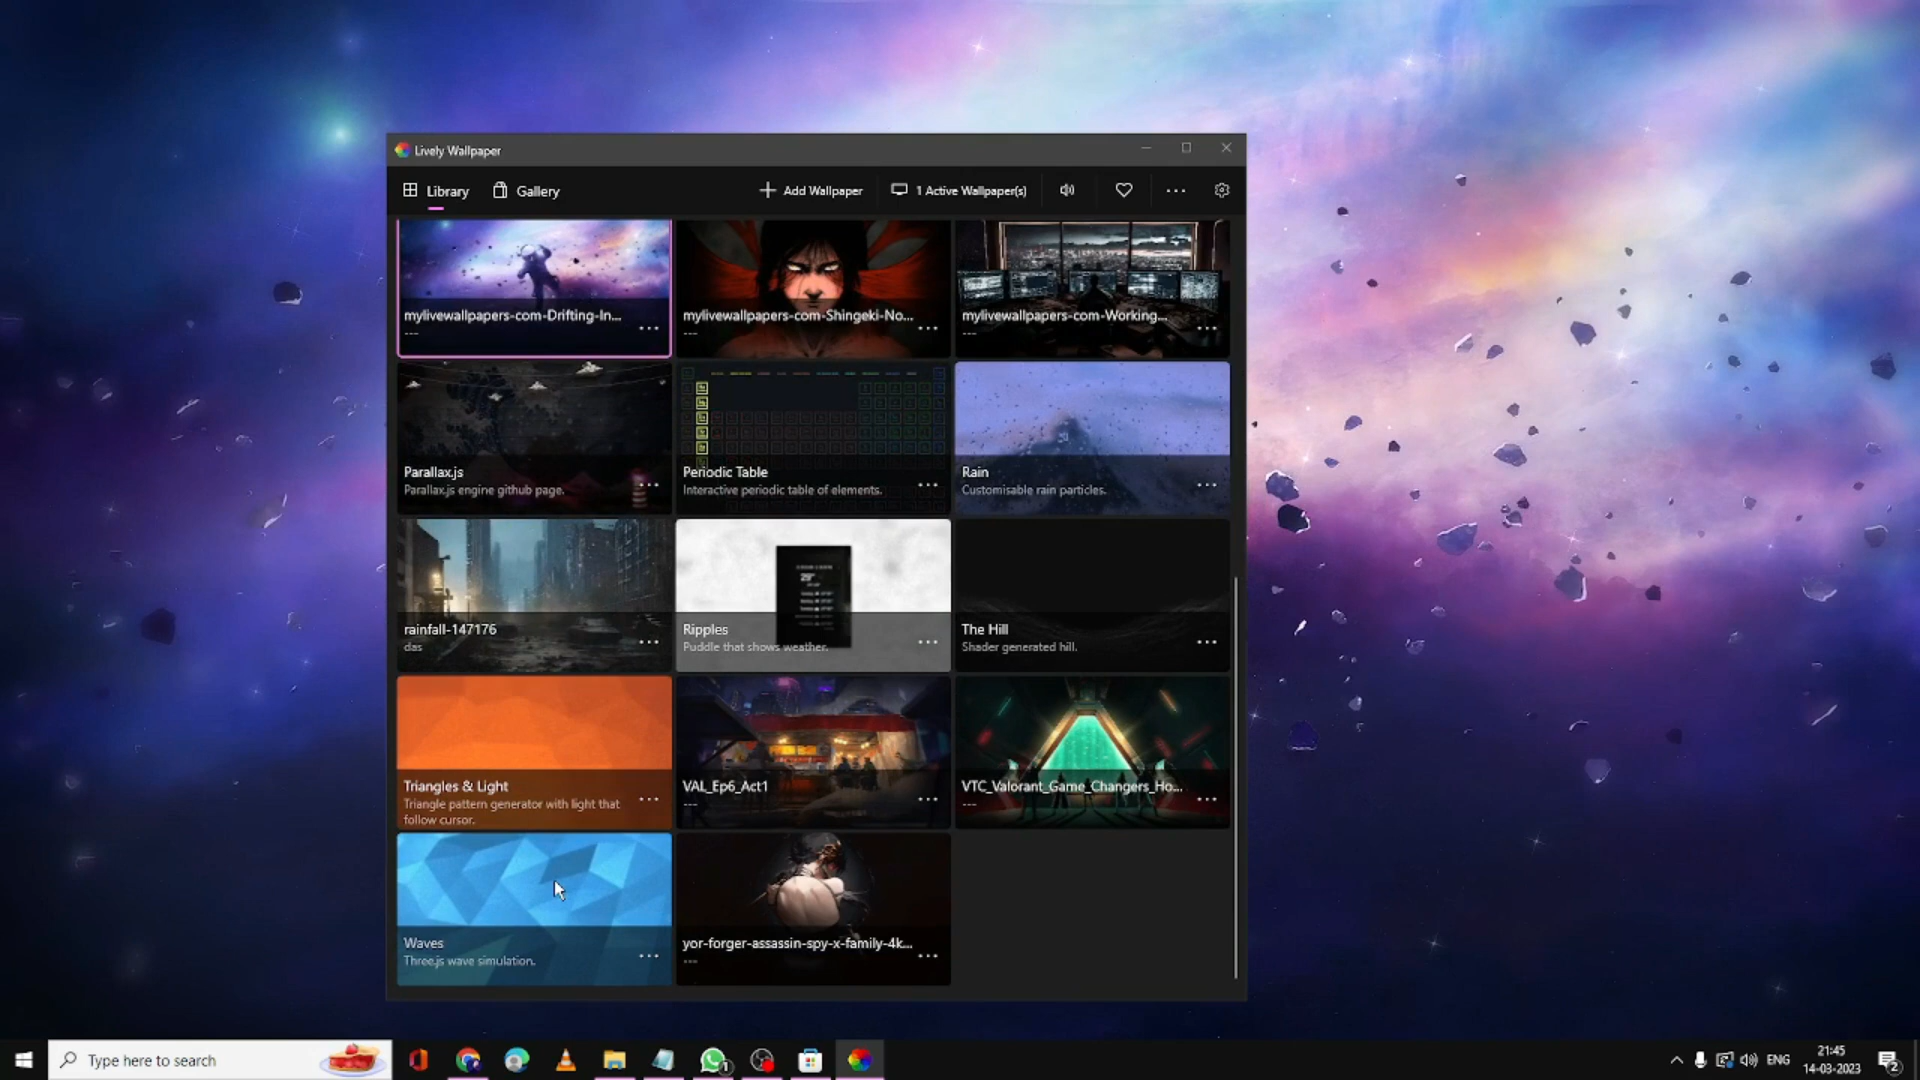 Lively Wallpaper
Library
Gallery
Add Wallpaper
1 Active Wallpaper(s)
mylivewallpapers-com-Drifting-In...
---
mylivewallpapers-com-Shingeki-No...
---
mylivewallpapers-com-Working...
---
Parallax.js
Parallax.js engine github page.
Periodic Table
Interactive periodic table of elements.
Rain
Customisable rain particles.
rainfall-147176
das
29°
Ripples
Puddle that shows weather.
The Hill
Shader generated hill.
Triangles & Light
Triangle pattern generator with light that
follow cursor.
VAL_Ep6_Act1
---
VTC_Valorant_Game_Changers_Ho...
---
Waves
Three.js wave simulation.
yor-forger-assassin-spy-x-family-4k...
---
Type here to search
1
ENG
21:45
14-03-2023
2